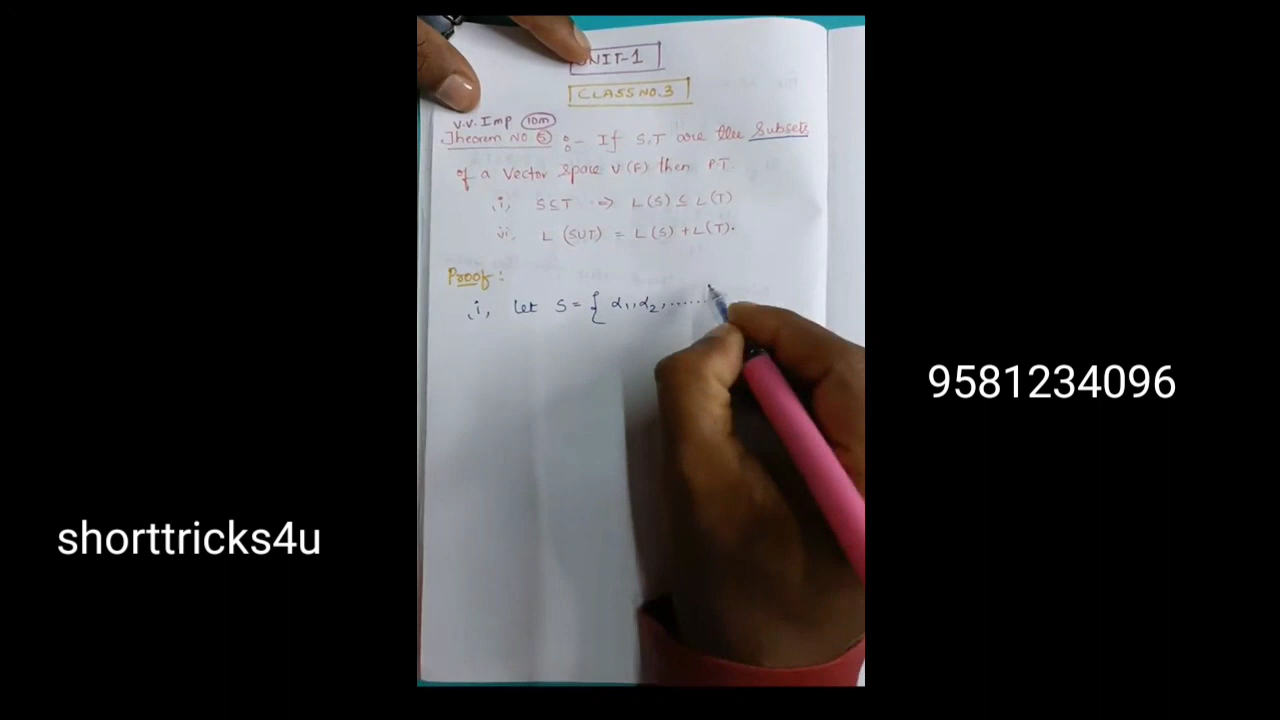 UNIT-1
CLASS NO.3
V.V. Imp 10m
Theorem NO 5 :- If S,T are the Subsets
of a Vector Space V(F) then P.T.
i, S⊆T ⇒ L(S) ⊆ L(T)
ii, L(SUT) = L(S) + L(T).
Proof :
i, let S = { α₁, α₂, ......
9581234096
shorttricks4u